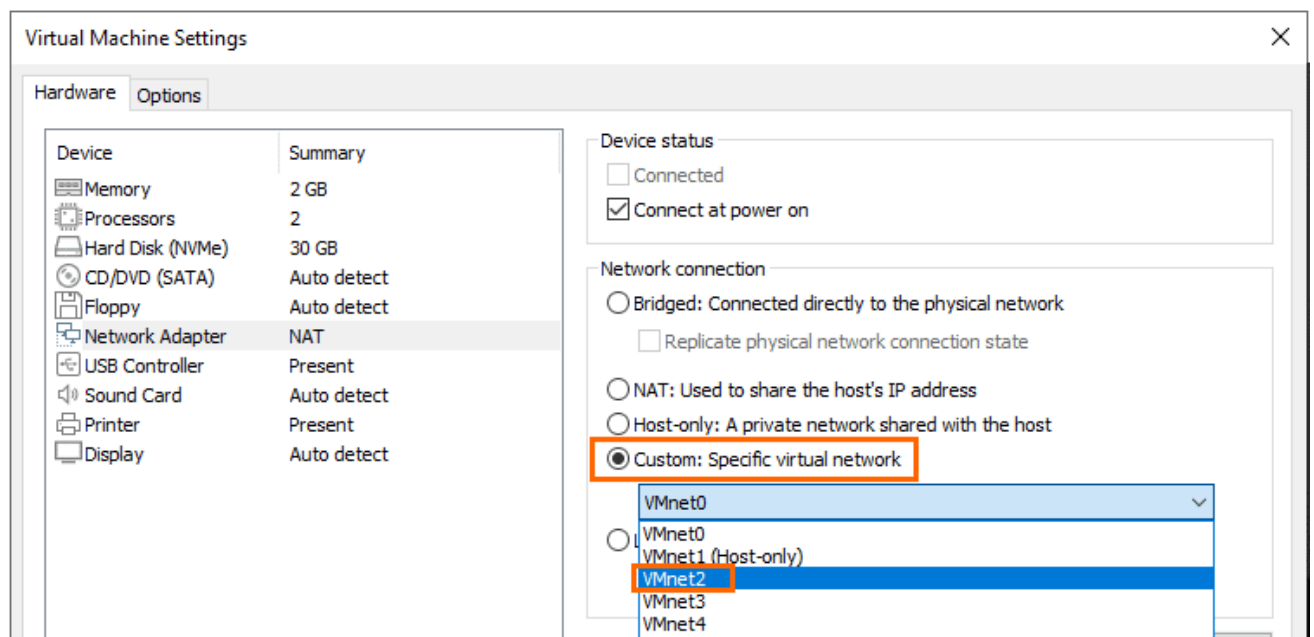 Virtual Machine Settings
Hardware
Options
Device Summary
Memory 2 GB
Processors 2
Hard Disk (NVMe) 30 GB
CD/DVD (SATA) Auto detect
Floppy Auto detect
Network Adapter NAT
USB Controller Present
Sound Card Auto detect
Printer Present
Display Auto detect
Device status
Connected
Connect at power on
Network connection
Bridged: Connected directly to the physical network
Replicate physical network connection state
NAT: Used to share the host's IP address
Host-only: A private network shared with the host
Custom: Specific virtual network
VMnet0
VMnet0
VMnet1 (Host-only)
VMnet2
VMnet3
VMnet4